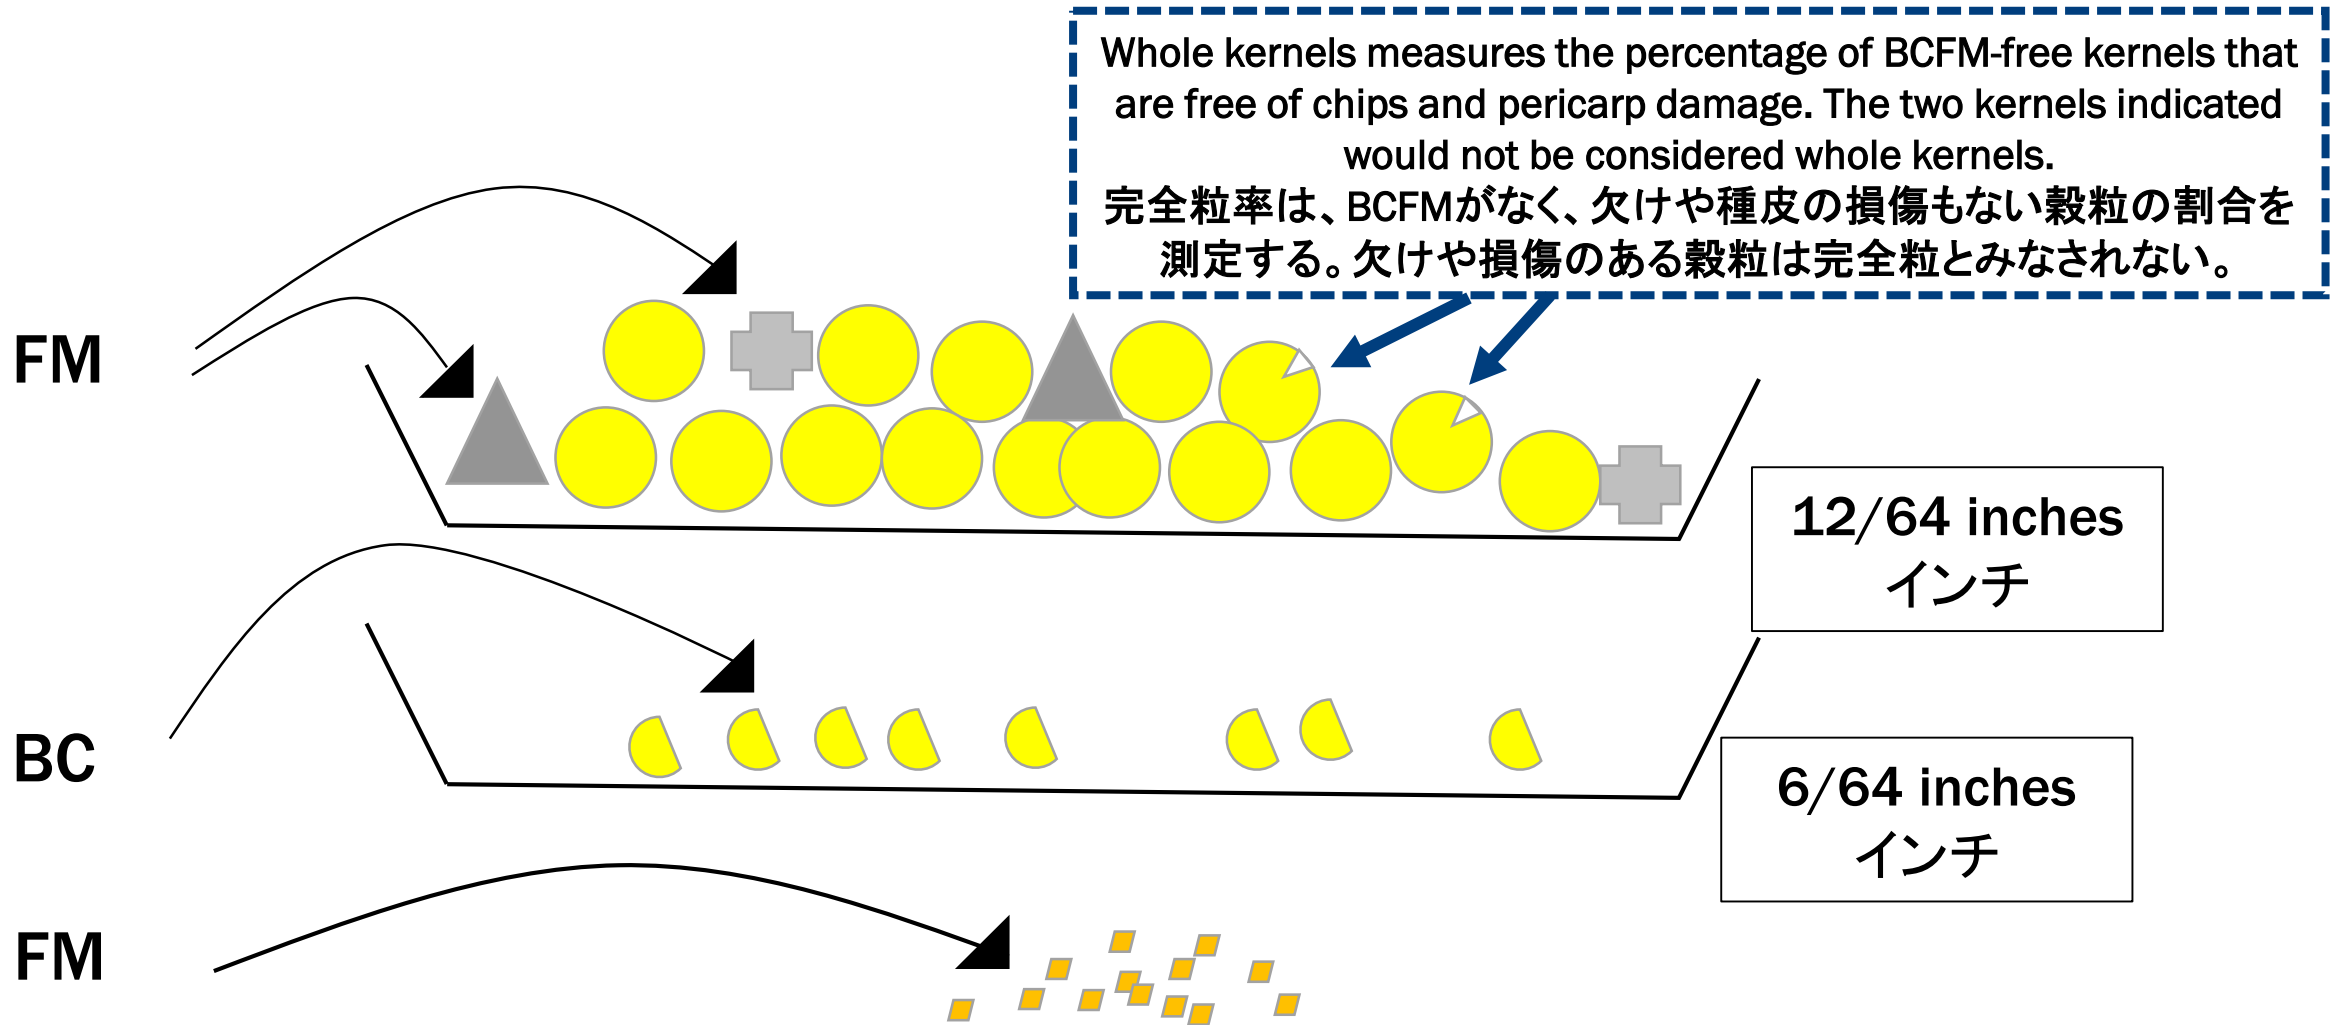 Whole kernels measures the percentage of BCFM-free kernels that
are free of chips and pericarp damage. The two kernels indicated
would not be considered whole kernels.
完全粒率は、BCFMがなく、欠けや種皮の損傷もない穀粒の割合を
測定する。欠けや損傷のある穀粒は完全粒とみなされない。
FM
12/64 inches
インチ
BC
6/64 inches
インチ
FM